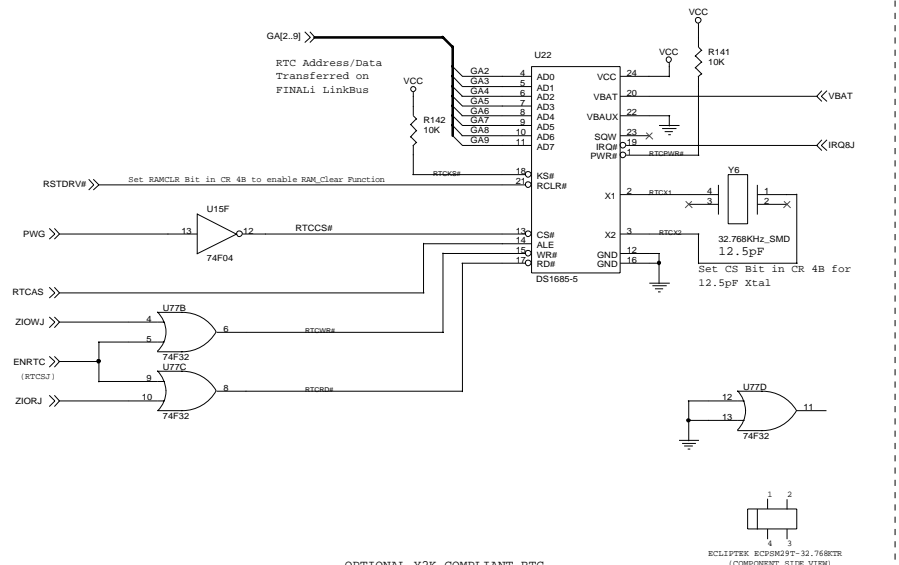 VCC
GA[2..9]
VCC
R141
10K
U22
RTC Address/Data
Transferred on
FINALi LinkBus
VCC
R142
10K
GA2 4 AD0
GA3 5 AD1
GA4 6 AD2
GA5 7 AD3
GA6 8 AD4
GA7 9 AD5
GA8 10 AD6
GA9 11 AD7
VCC 24
VBAT 20 VBAT
VBAUX 22
SQW 23
IRQ# 19 IRQ8J
PWR# 1 RTCPWR#
RTCKS# 18 KS#
RSTDRV# Set RAMCLR Bit in CR 4B to enable RAM_Clear Function 21 RCLR#
X1 2 RTCX1 4 Y6 1
3 2
U15F
PWG 13 12 RTCCS# 13 CS#
74F04
X2 3 RTCX2
32.768KHz_SMD
12.5pF
14 ALE
15 WR#
17 RD#
GND 12
GND 16
DS1685-5
Set CS Bit in CR 4B for
12.5pF Xtal
RTCAS
U77B
ZIOWJ 4
5 6 RTCWR#
74F32
ENRTC
(RTCSJ)
U77C
9
ZIORJ 10 8 RTCRD#
74F32
U77D
12
13 11
74F32
1 2
4 3
ECLIPTEK ECPSM29T-32.768KTR
(COMPONENT SIDE VIEW)
OPTIONAL Y2K COMPLIANT RTC